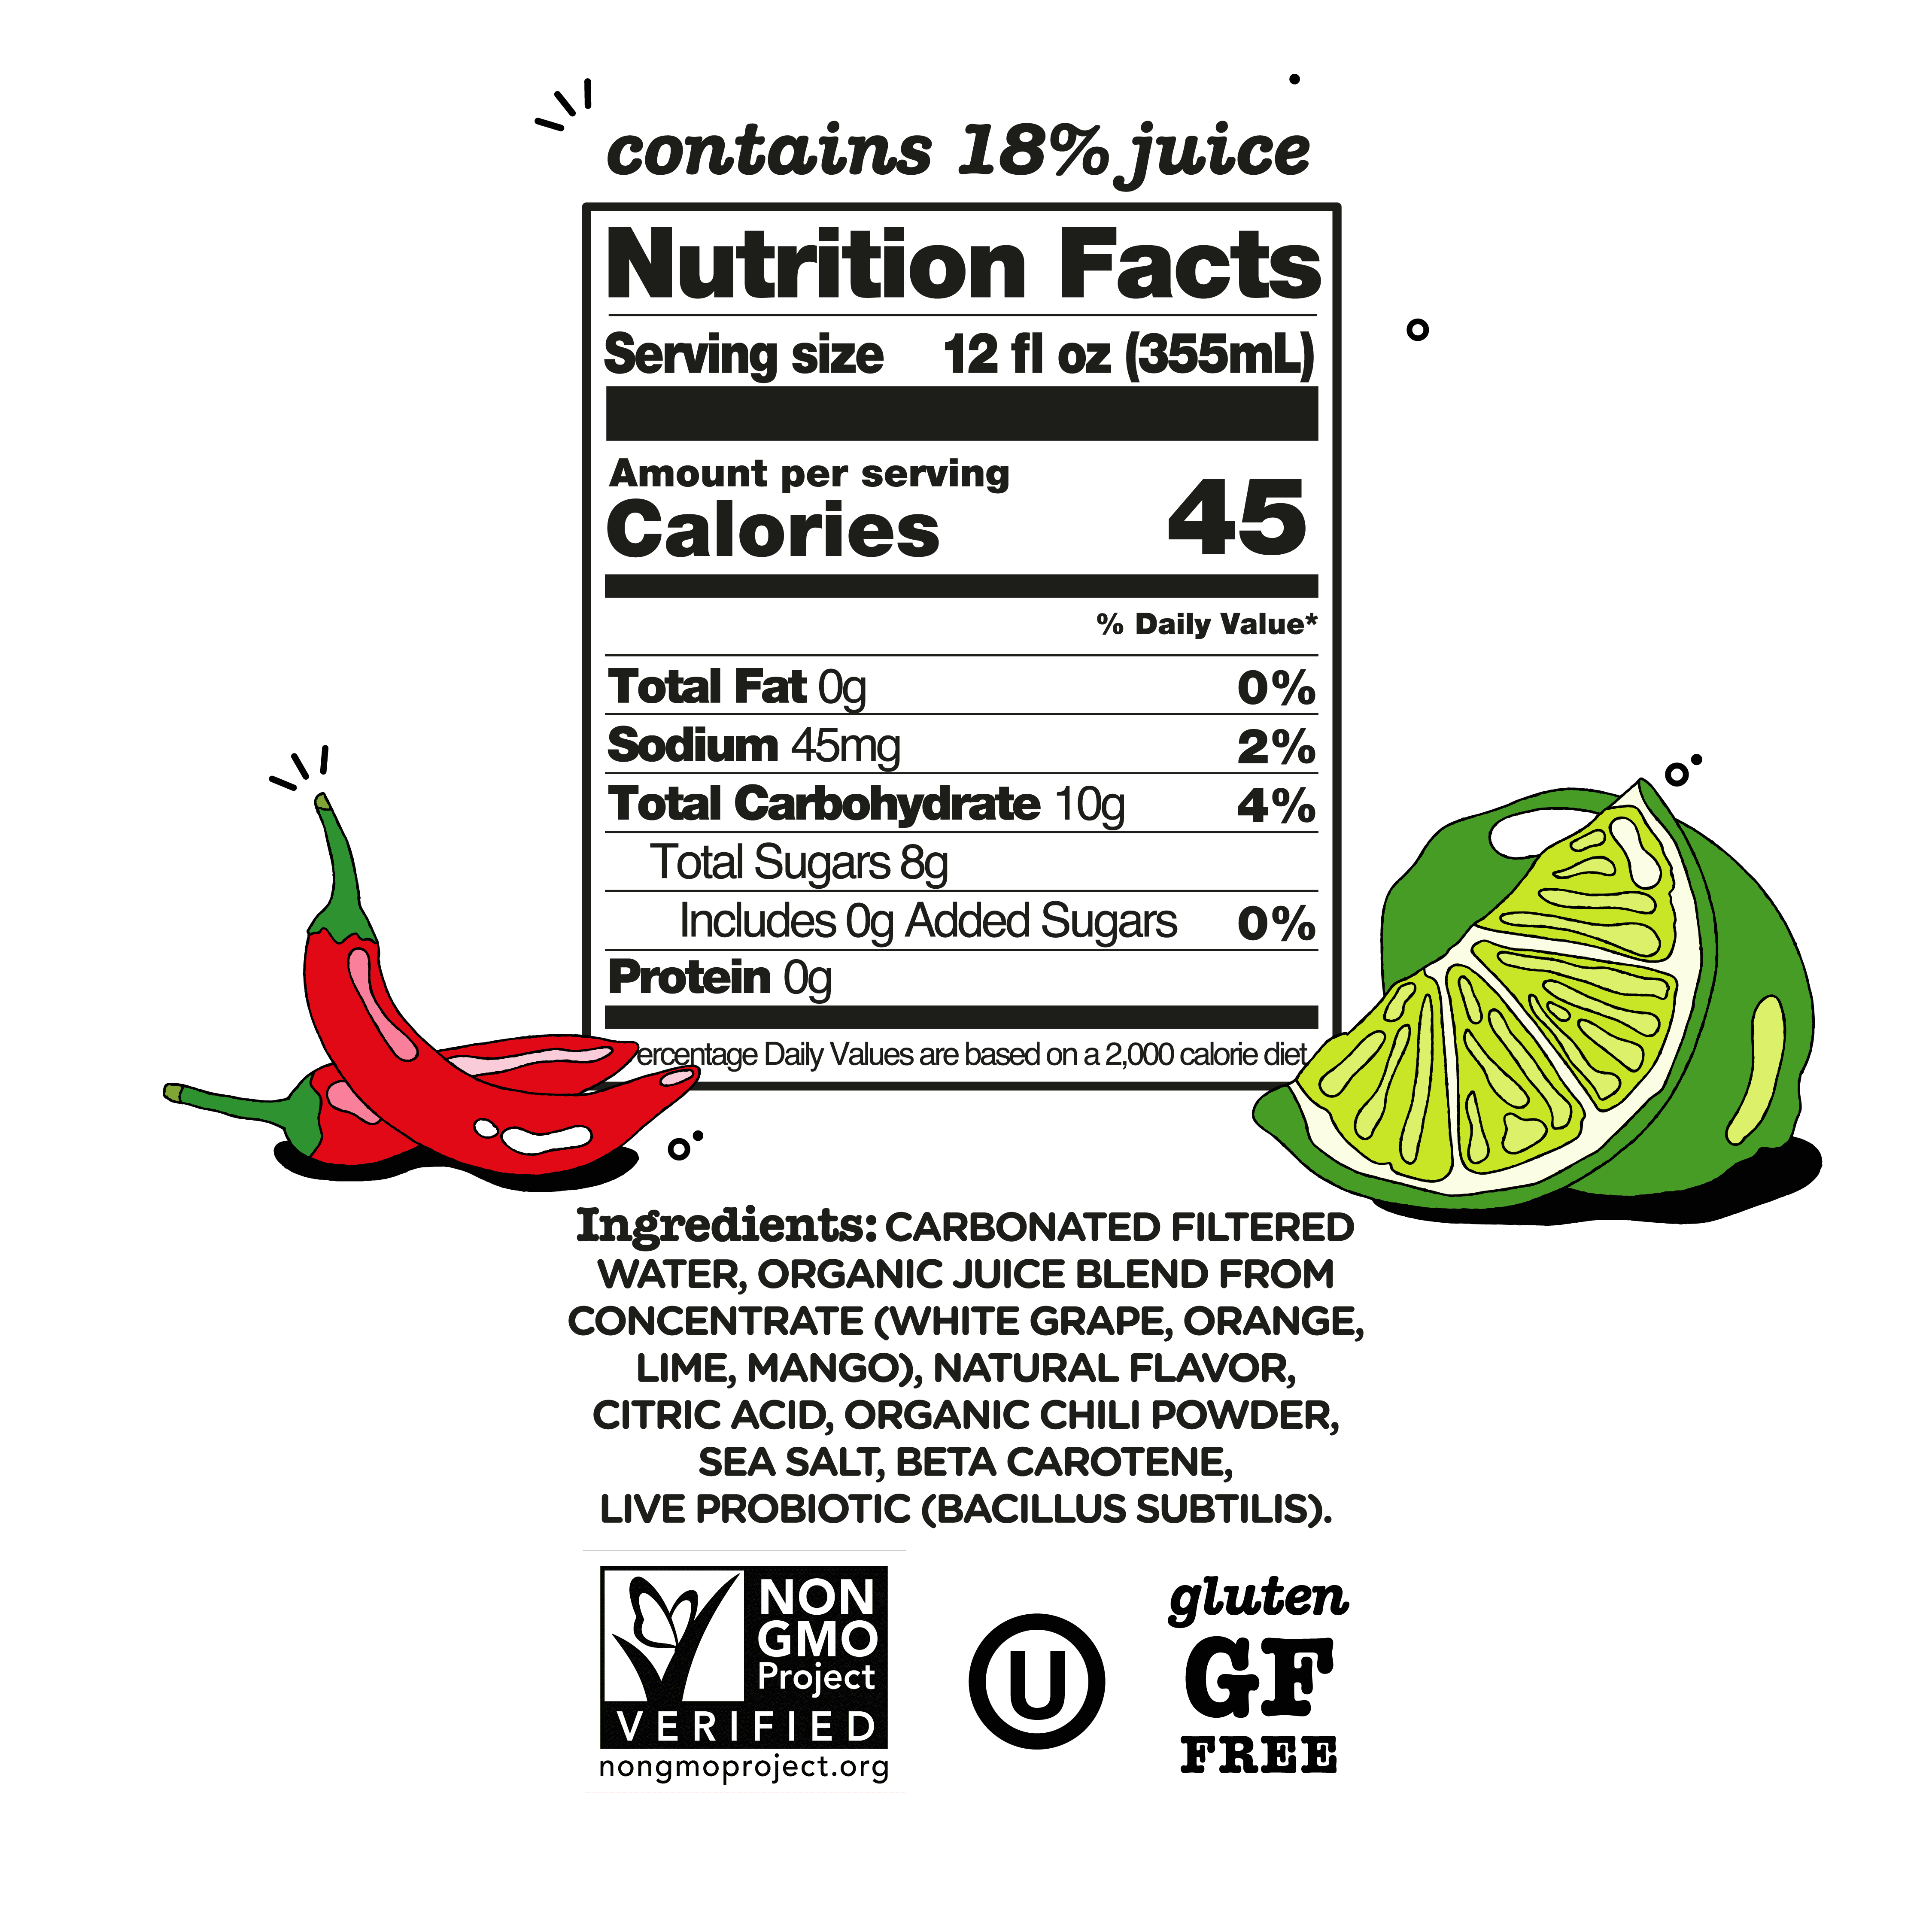 contains 18% juice
Nutrition Facts
Serving size 12 fl oz (355mL)
Amount per serving
Calories 45
% Daily Value*
Total Fat 0g 0%
Sodium 45mg 2%
Total Carbohydrate 10g 4%
Total Sugars 8g
Includes 0g Added Sugars 0%
Protein 0g
ercentage Daily Values are based on a 2,000 calorie diet.
Ingredients: CARBONATED FILTERED
WATER, ORGANIC JUICE BLEND FROM
CONCENTRATE (WHITE GRAPE, ORANGE,
LIME, MANGO), NATURAL FLAVOR,
CITRIC ACID, ORGANIC CHILI POWDER,
SEA SALT, BETA CAROTENE,
LIVE PROBIOTIC (BACILLUS SUBTILIS).
NON
GMO
Project
VERIFIED
nongmoproject.org
U
gluten
GF
FREE